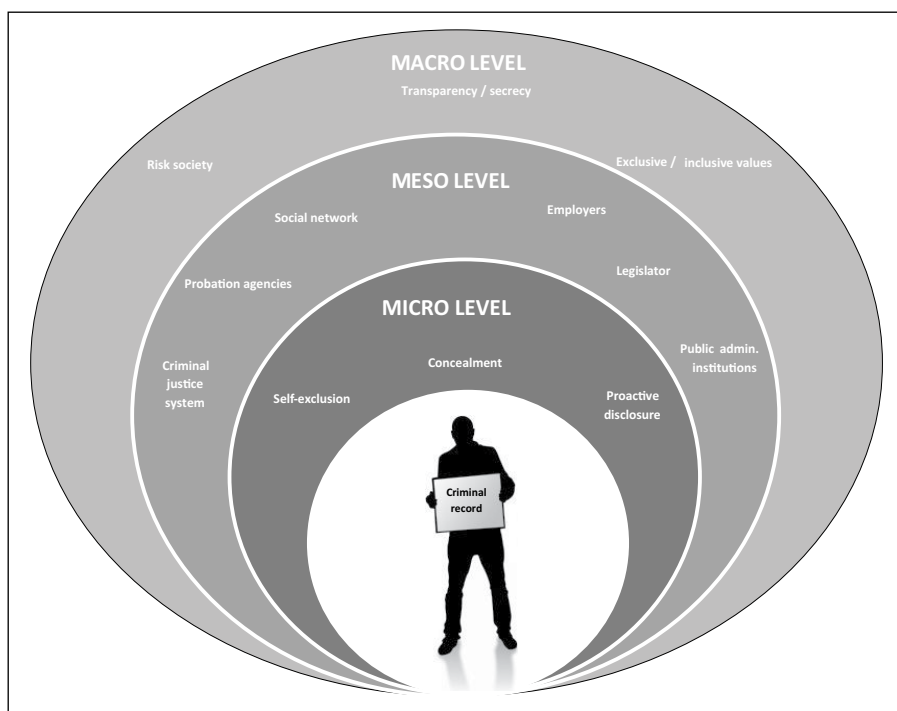 MACRO LEVEL
Transparency / secrecy
Risk society
Exclusive / inclusive values
MESO LEVEL
Social network
Employers
Probation agencies
Legislator
Criminal
justice
system
Public admin.
institutions
MICRO LEVEL
Concealment
Self-exclusion
Proactive
disclosure
Criminal
record